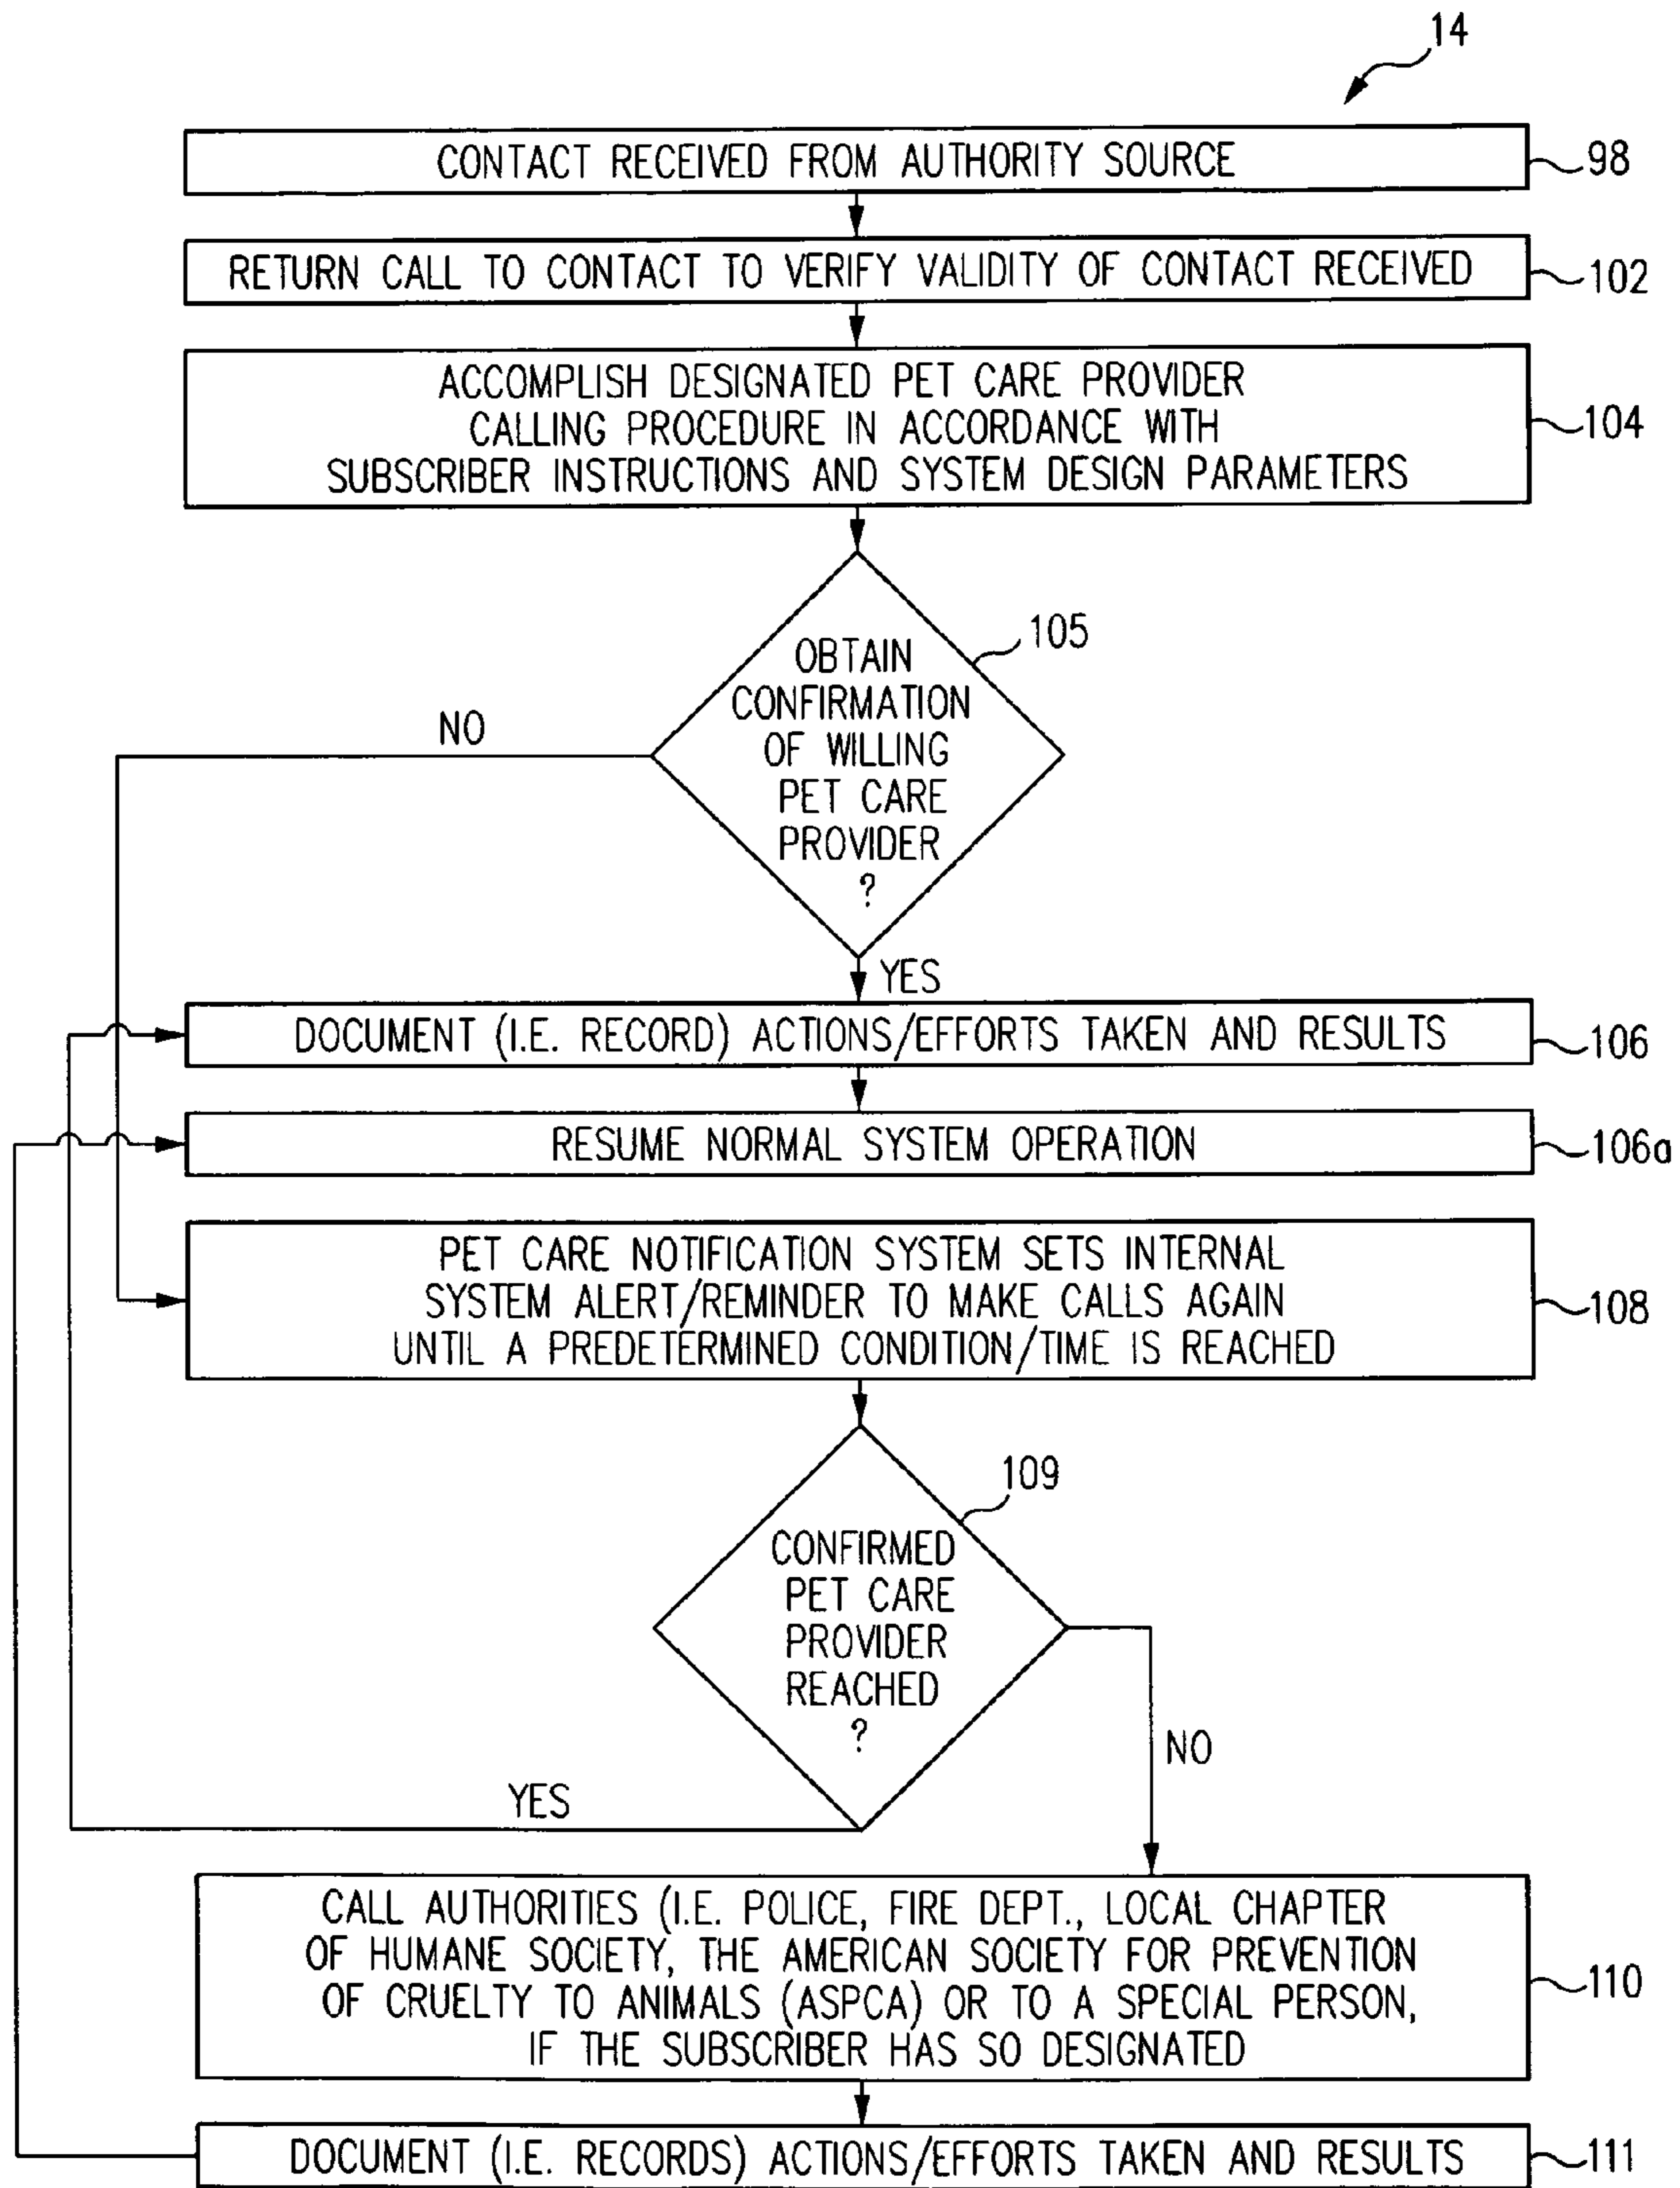 14
CONTACT RECEIVED FROM AUTHORITY SOURCE
98
RETURN CALL TO CONTACT TO VERIFY VALIDITY OF CONTACT RECEIVED
102
ACCOMPLISH DESIGNATED PET CARE PROVIDER
CALLING PROCEDURE IN ACCORDANCE WITH
SUBSCRIBER INSTRUCTIONS AND SYSTEM DESIGN PARAMETERS
104
OBTAIN
CONFIRMATION
OF WILLING
PET CARE
PROVIDER
?
105
NO
YES
DOCUMENT (I.E. RECORD) ACTIONS/EFFORTS TAKEN AND RESULTS
106
RESUME NORMAL SYSTEM OPERATION
106a
PET CARE NOTIFICATION SYSTEM SETS INTERNAL
SYSTEM ALERT/REMINDER TO MAKE CALLS AGAIN
UNTIL A PREDETERMINED CONDITION/TIME IS REACHED
108
CONFIRMED
PET CARE
PROVIDER
REACHED
?
109
NO
YES
CALL AUTHORITIES (I.E. POLICE, FIRE DEPT., LOCAL CHAPTER
OF HUMANE SOCIETY, THE AMERICAN SOCIETY FOR PREVENTION
OF CRUELTY TO ANIMALS (ASPCA) OR TO A SPECIAL PERSON,
IF THE SUBSCRIBER HAS SO DESIGNATED
110
DOCUMENT (I.E. RECORDS) ACTIONS/EFFORTS TAKEN AND RESULTS
111